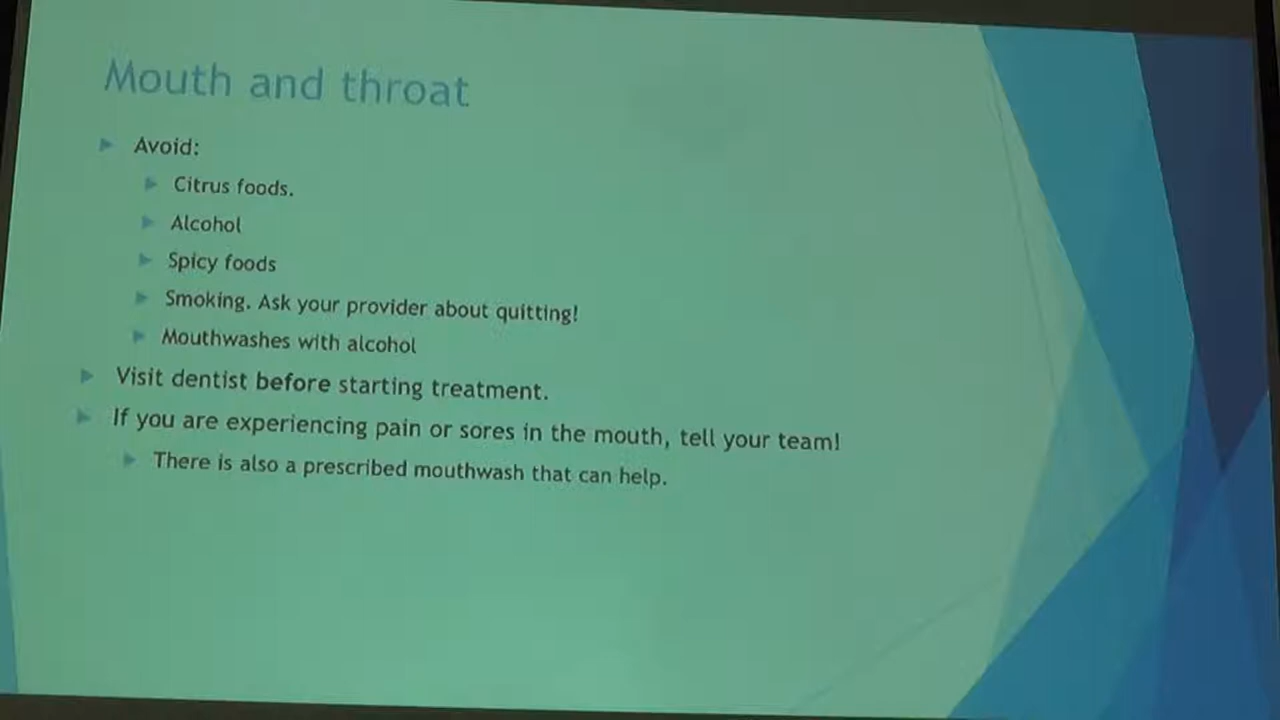 Mouth and throat
Avoid:
Citrus foods.
Alcohol
Spicy foods
Smoking. Ask your provider about quitting!
Mouthwashes with alcohol
Visit dentist before starting treatment.
If you are experiencing pain or sores in the mouth, tell your team!
There is also a prescribed mouthwash that can help.